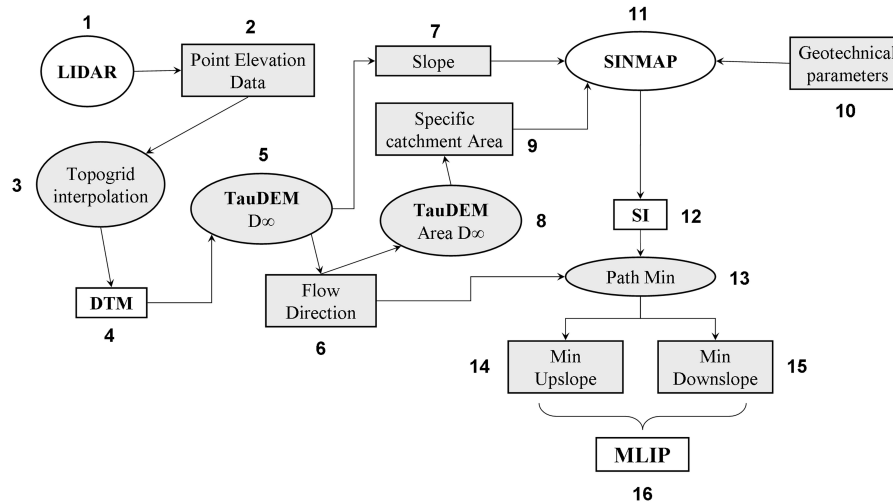 1
LIDAR
2
Point Elevation
Data
3
Topogrid
interpolation
DTM
4
5
TauDEM
D∞
Flow
Direction
6
7
Slope
TauDEM
Area D∞
8
Specific
catchment Area
9
Geotechnical
parameters
10
11
SINMAP
SI
12
Path Min
13
14
Min
Upslope
Min
Downslope
15
MLIP
16